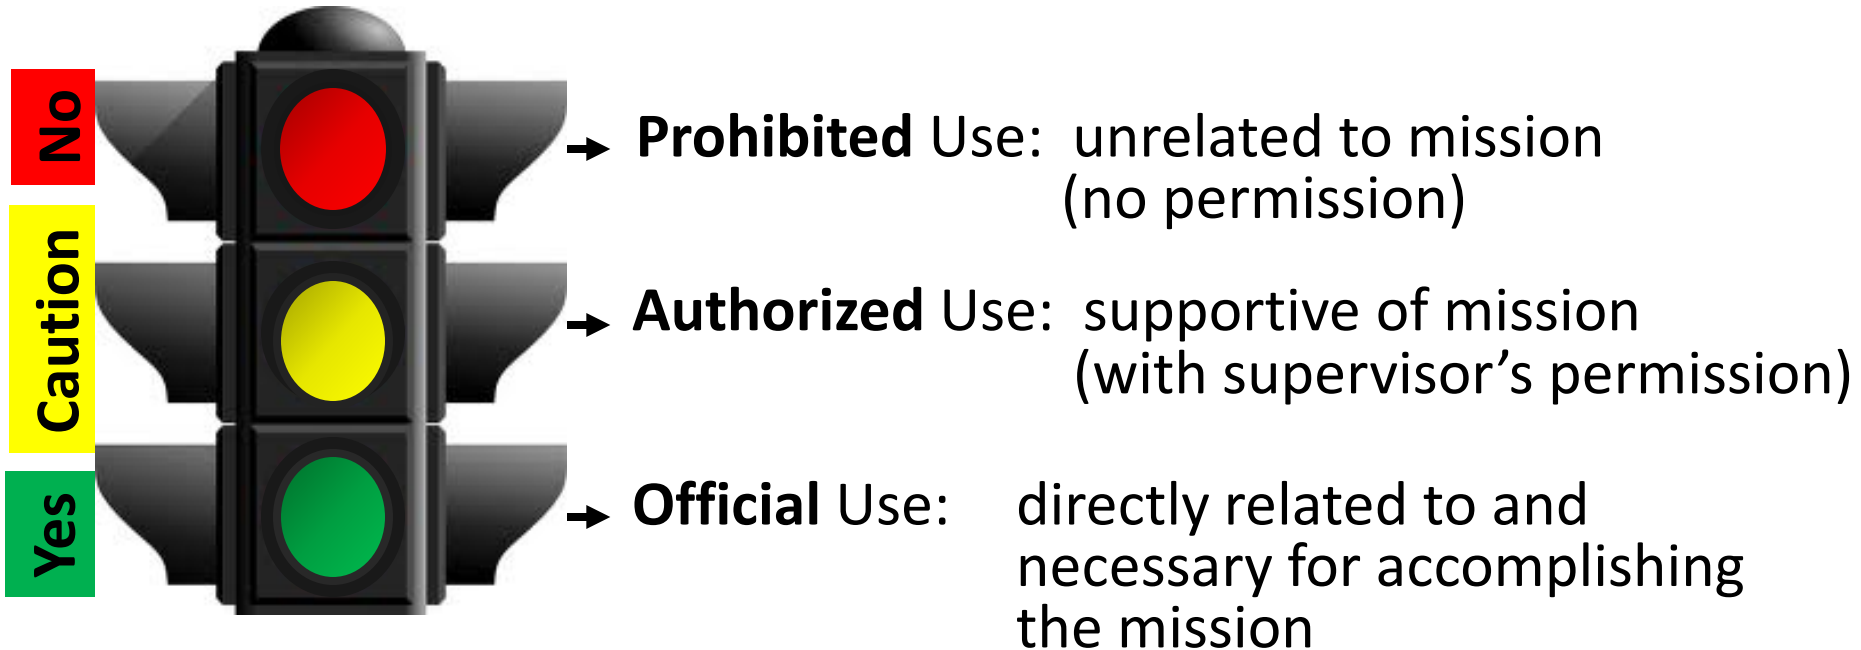 No
Prohibited Use: unrelated to mission
(no permission)
Caution
Authorized Use: supportive of mission
(with supervisor’s permission)
Yes
Official Use: directly related to and
necessary for accomplishing
the mission